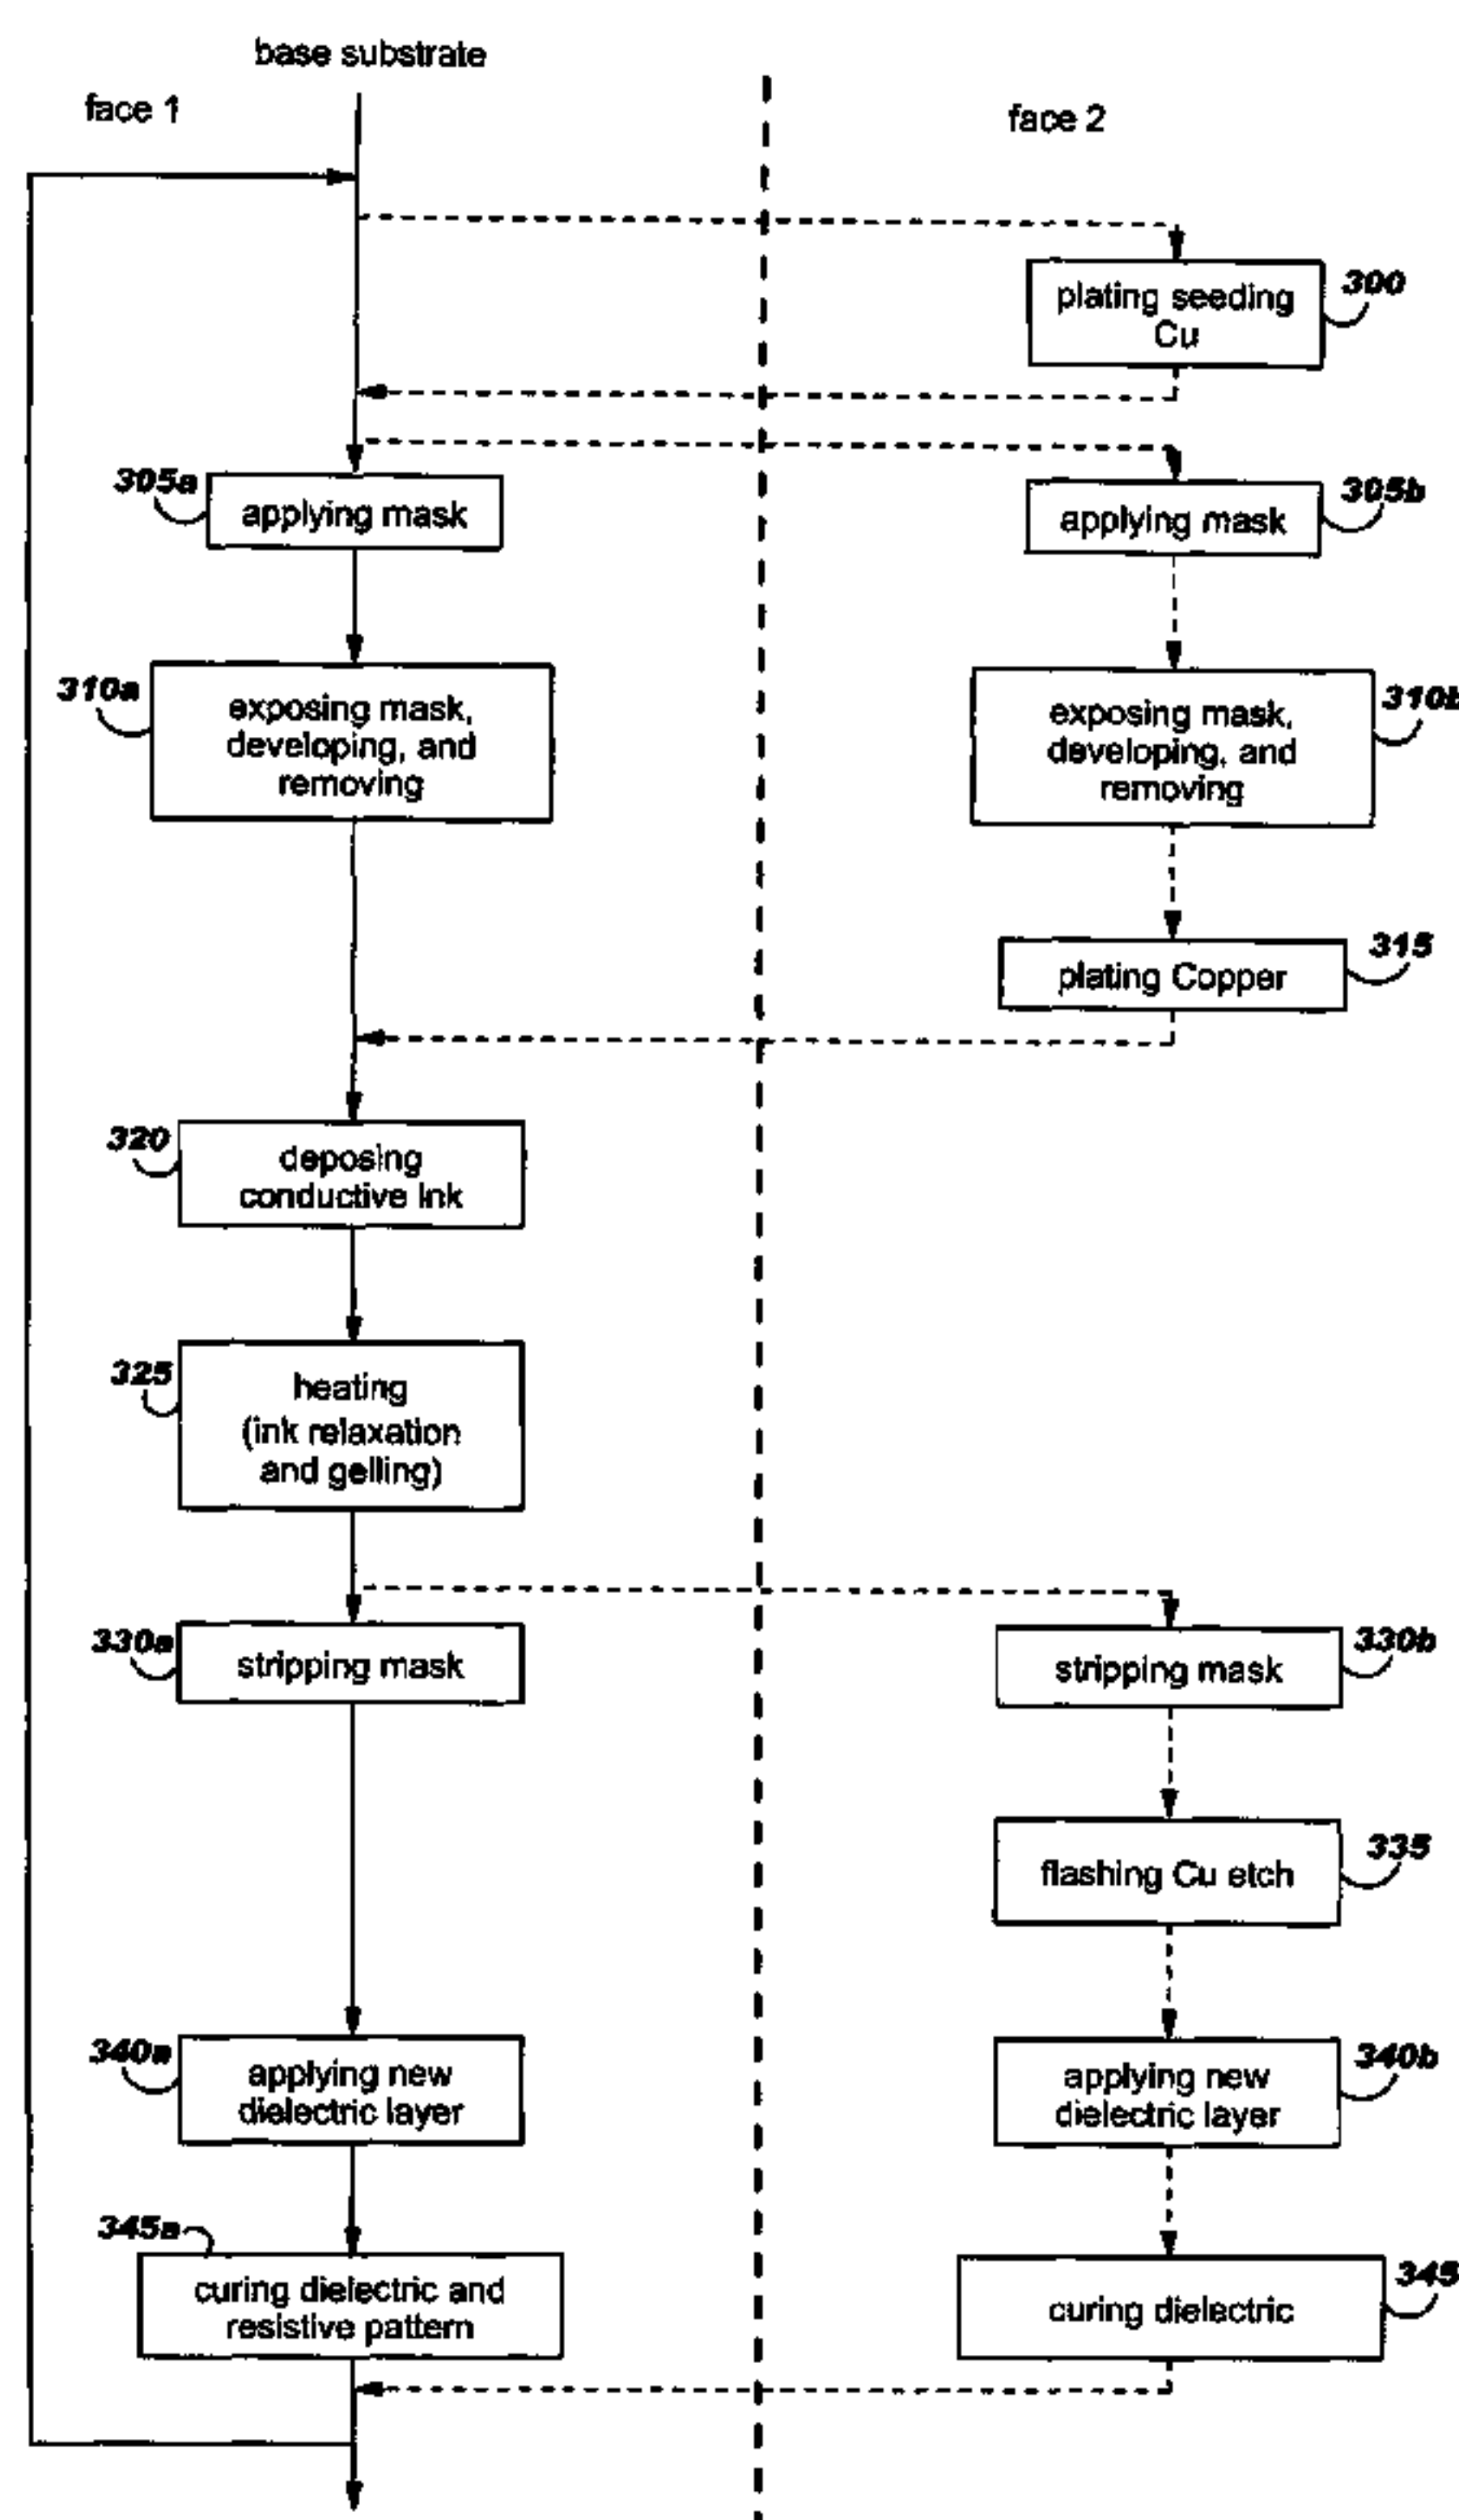 base substrate
face 1
face 2
plating seeding
Cu
300
305a
applying mask
305b
applying mask
310a
exposing mask,
developing, and
removing
310b
exposing mask,
developing, and
removing
315
plating Copper
320
deposing
conductive Ink
325
heating
(ink relaxation
and gelling)
330a
stripping mask
330b
stripping mask
335
flashing Cu etch
340a
applying new
dielectric layer
340b
applying new
dielectric layer
345a
curing dielectric and
resistive pattern
345
curing dielectric